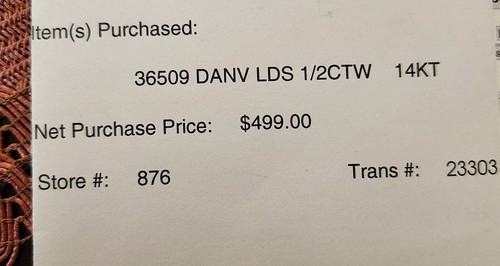 Item(s) Purchased:
36509 DANV LDS 1/2CTW 14KT
Net Purchase Price: $499.00
Store #: 876 Trans #: 23303